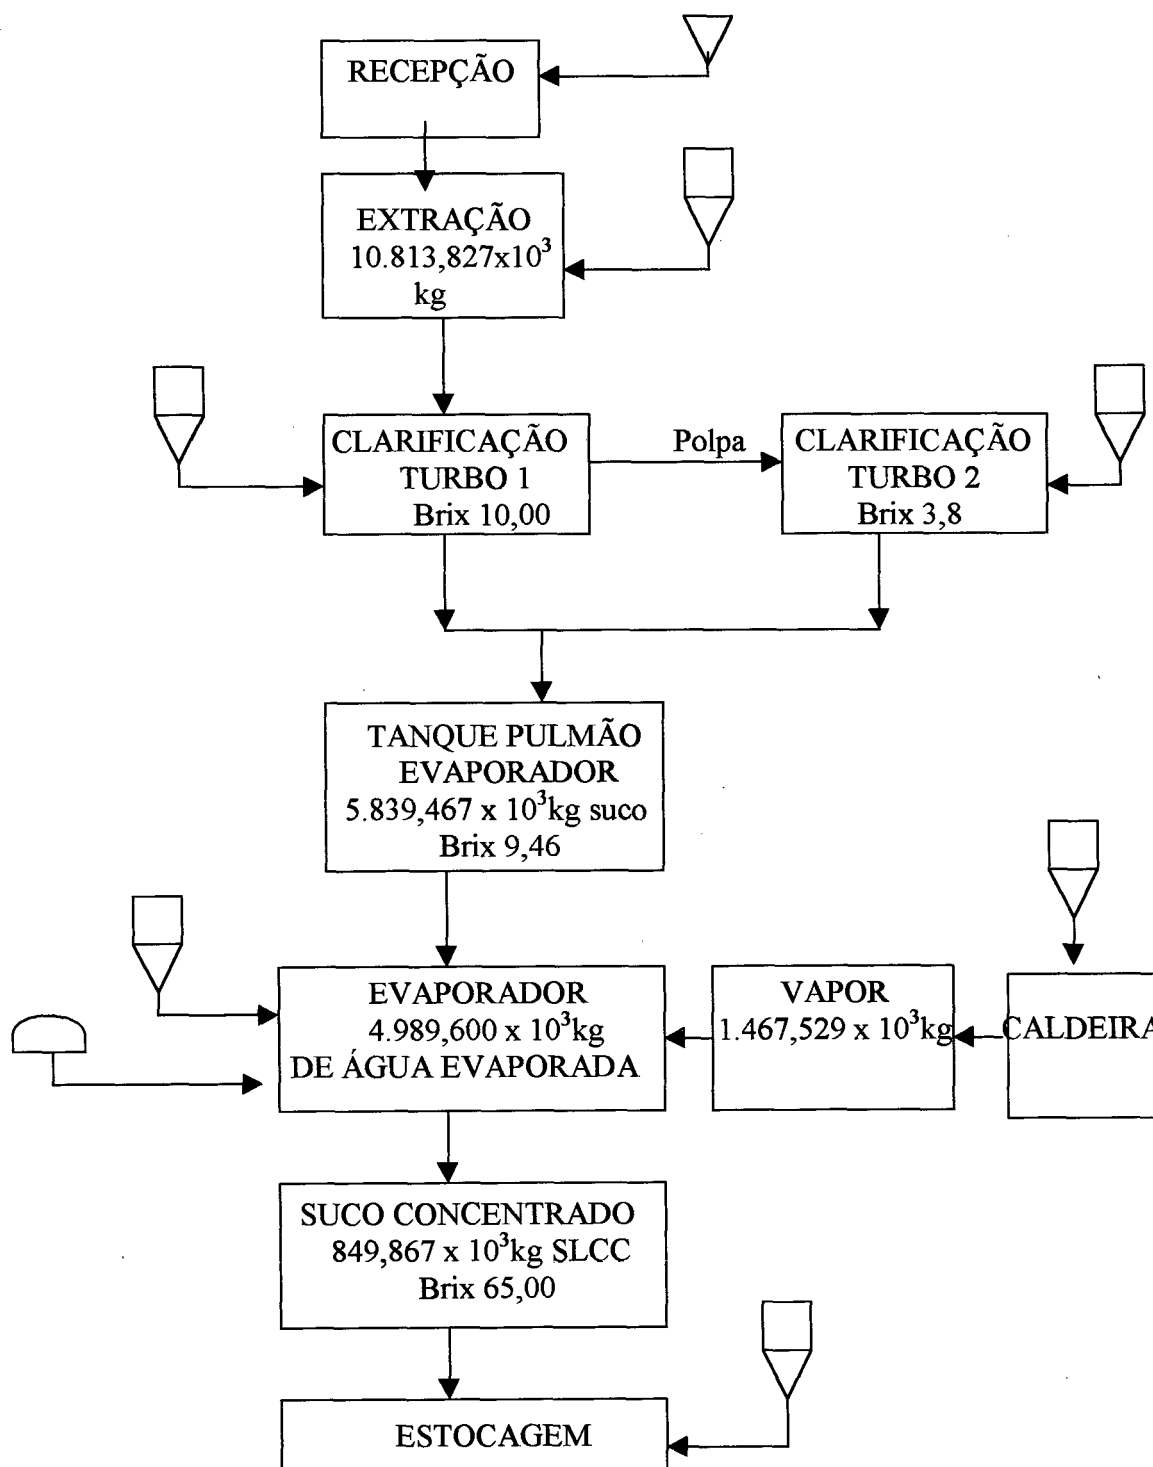 RECEPÇÃO
EXTRAÇÃO
10.813,827x10³
kg
CLARIFICAÇÃO
TURBO 1
Brix 10,00
Polpa
CLARIFICAÇÃO
TURBO 2
Brix 3,8
TANQUE PULMÃO
EVAPORADOR
5.839,467 x 10³kg suco
Brix 9,46
EVAPORADOR
4.989,600 x 10³kg
DE ÁGUA EVAPORADA
VAPOR
1.467,529 x 10³kg
CALDEIRA
SUCO CONCENTRADO
849,867 x 10³kg SLCC
Brix 65,00
ESTOCAGEM